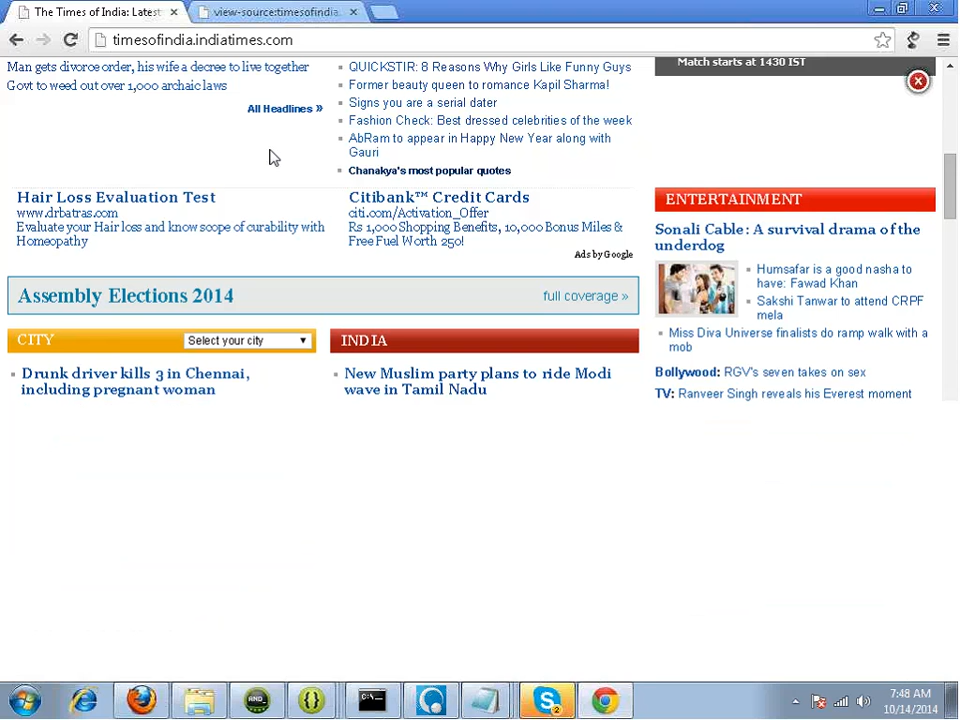 The Times of India: Latest
view-source:timesofindia.
timesofindia.indiatimes.com
Man gets divorce order, his wife a decree to live together
Govt to weed out over 1,000 archaic laws
All Headlines »
QUICKSTIR: 8 Reasons Why Girls Like Funny Guys
Former beauty queen to romance Kapil Sharma!
Signs you are a serial dater
Fashion Check: Best dressed celebrities of the week
AbRam to appear in Happy New Year along with
Gauri
Chanakya's most popular quotes
Match starts at 1430 IST
Hair Loss Evaluation Test
www.drbatras.com
Evaluate your Hair loss and know scope of curability with
Homeopathy
Citibank™ Credit Cards
citi.com/Activation_Offer
Rs 1,000 Shopping Benefits, 10,000 Bonus Miles &
Free Fuel Worth 250!
Ads by Google
ENTERTAINMENT
Sonali Cable: A survival drama of the
underdog
Humsafar is a good nasha to
have: Fawad Khan
Sakshi Tanwar to attend CRPF
mela
Miss Diva Universe finalists do ramp walk with a
mob
Bollywood: RGV's seven takes on sex
TV: Ranveer Singh reveals his Everest moment
Assembly Elections 2014
full coverage »
CITY
Select your city
Drunk driver kills 3 in Chennai,
including pregnant woman
INDIA
New Muslim party plans to ride Modi
wave in Tamil Nadu
7:48 AM
10/14/2014